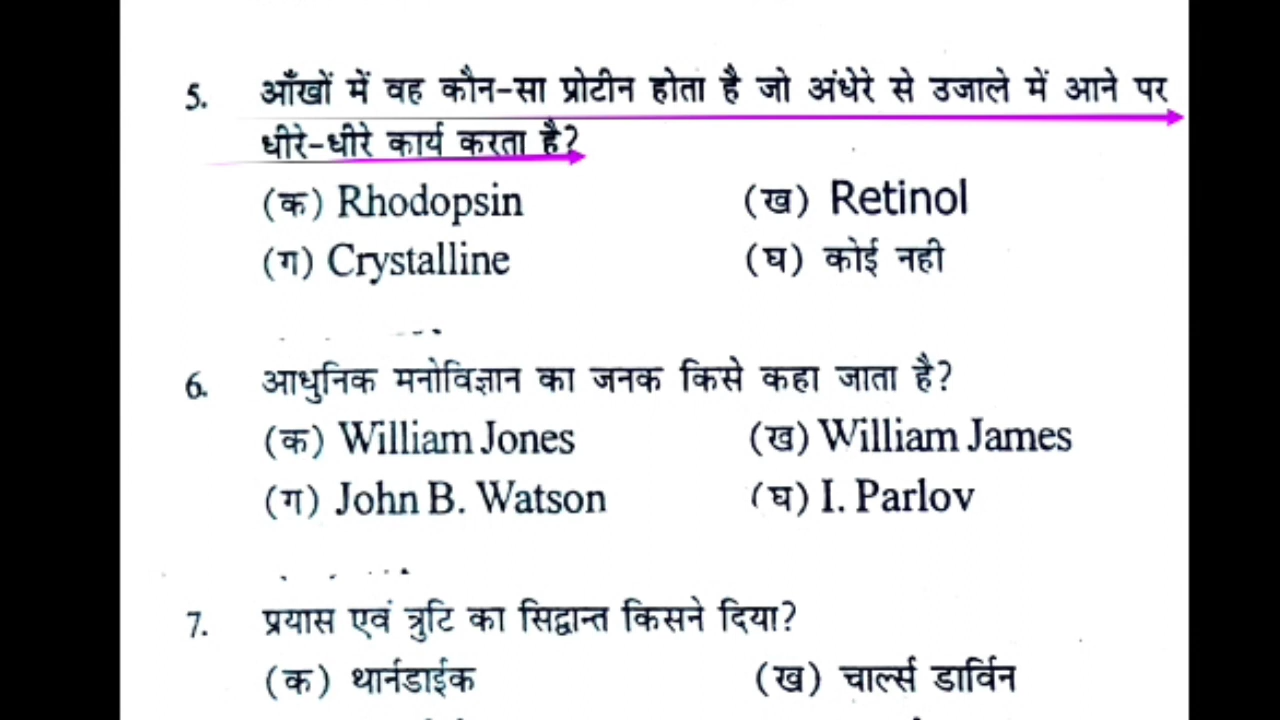 5. आँखों में वह कौन-सा प्रोटीन होता है जो अंधेरे से उजाले में आने पर
धीरे-धीरे कार्य करता है?
(क) Rhodopsin (ख) Retinol
(ग) Crystalline (घ) कोई नही
6. आधुनिक मनोविज्ञान का जनक किसे कहा जाता है?
(क) William Jones (ख) William James
(ग) John B. Watson (घ) I. Parlov
7. प्रयास एवं त्रुटि का सिद्वान्त किसने दिया?
(क) थार्नडाईक (ख) चार्ल्स डार्विन